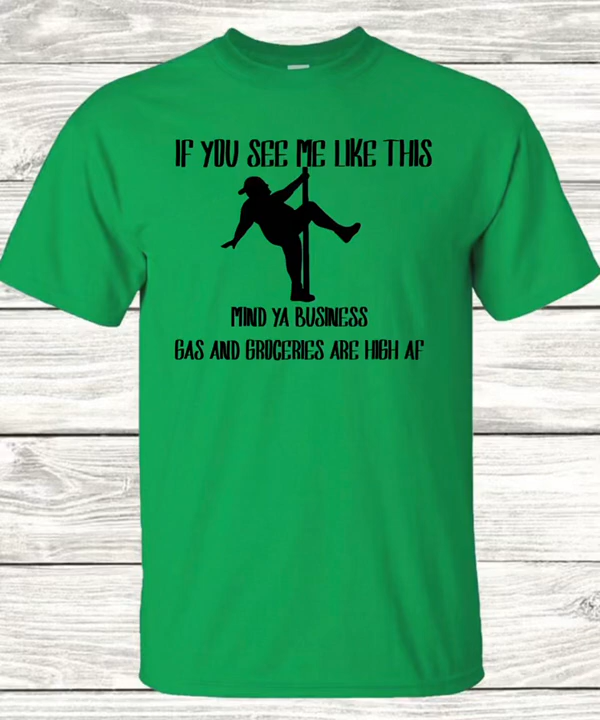 IF YOU SEE ME LIKE THIS
MIND YA BUSINESS
GAS AND GROCERIES ARE HIGH AF